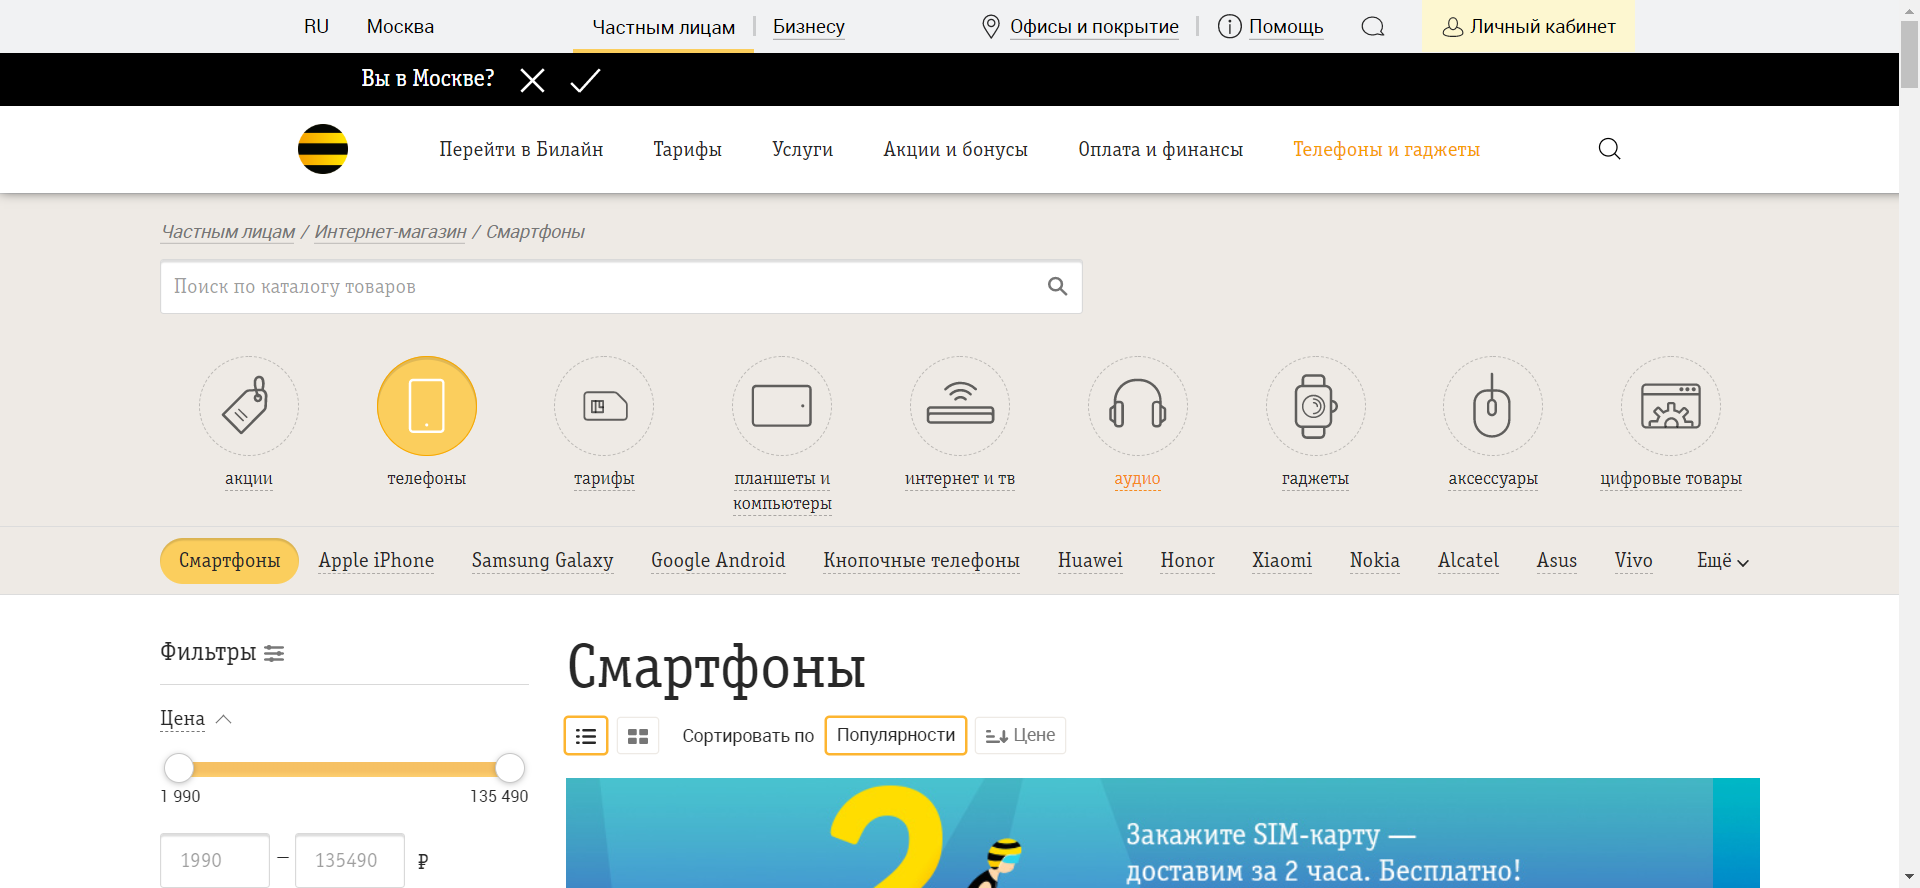 RU Москва Частным лицам Бизнесу Офисы и покрытие Помощь Личный кабинет
Вы в Москве?
Перейти в Билайн Тарифы Услуги Акции и бонусы Оплата и финансы Телефоны и гаджеты
Частным лицам / Интернет-магазин / Смартфоны
Поиск по каталогу товаров
акции телефоны тарифы планшеты и интернет и тв аудио гаджеты аксессуары цифровые товары
компьютеры
Смартфоны Apple iPhone Samsung Galaxy Google Android Кнопочные телефоны Huawei Honor Xiaomi Nokia Alcatel Asus Vivo Ещё
Фильтры
Смартфоны
Цена
Сортировать по Популярности Цене
1 990 135 490
1990 – 135490 ₽
2
Закажите SIM-карту —
доставим за 2 часа. Бесплатно!